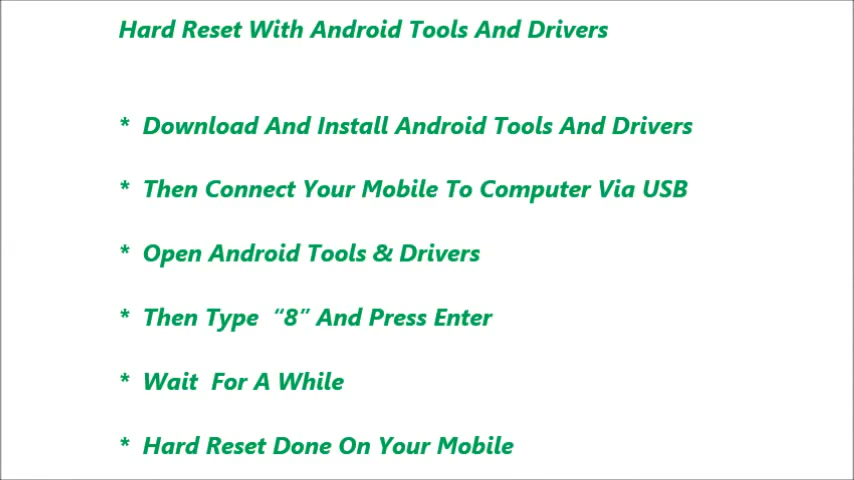 Hard Reset With Android Tools And Drivers
* Download And Install Android Tools And Drivers
* Then Connect Your Mobile To Computer Via USB
* Open Android Tools & Drivers
* Then Type “8” And Press Enter
* Wait For A While
* Hard Reset Done On Your Mobile